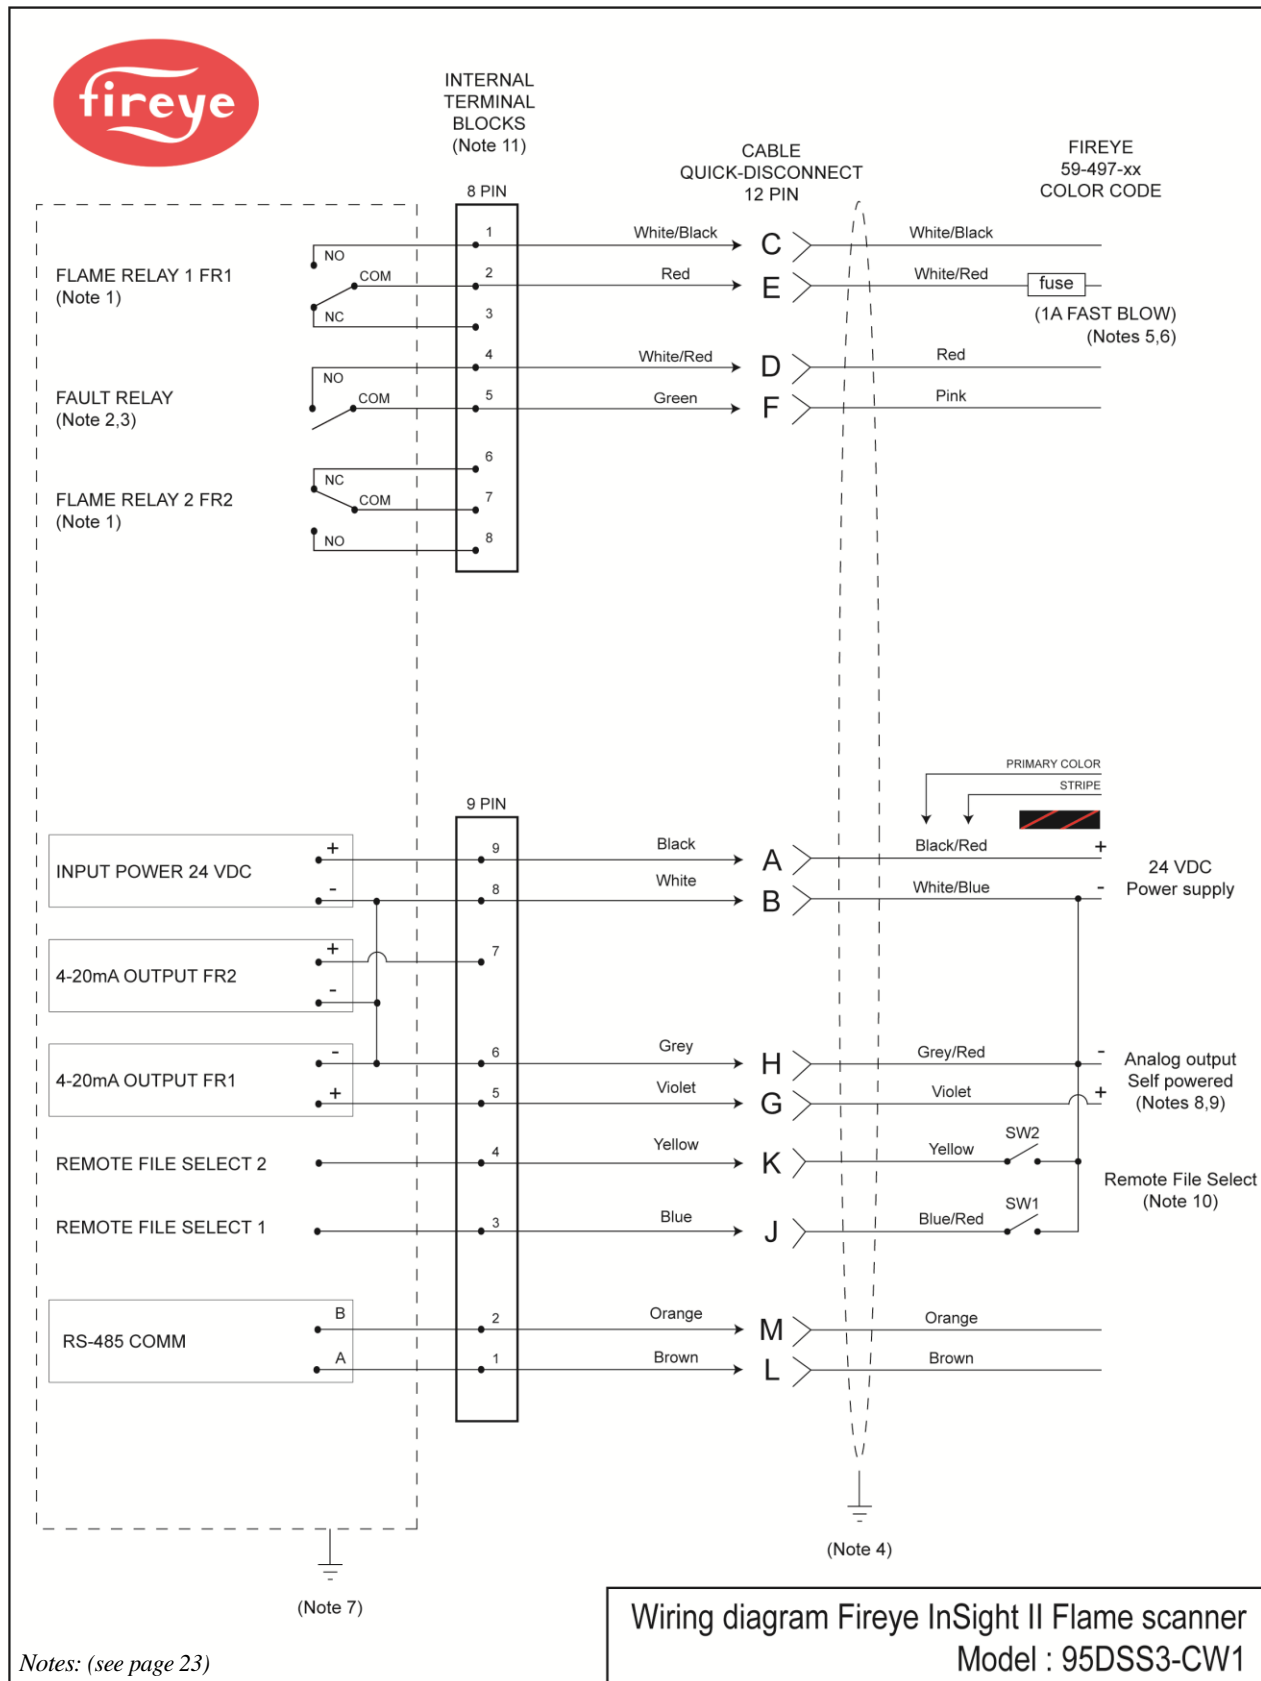 fireye
INTERNAL
TERMINAL
BLOCKS
(Note 11)
CABLE
QUICK-DISCONNECT
12 PIN
FIREYE
59-497-xx
COLOR CODE
8 PIN
FLAME RELAY 1 FR1
(Note 1)
NO
COM
NC
1
2
3
White/Black
Red
C
E
White/Black
White/Red
fuse
(1A FAST BLOW)
(Notes 5,6)
FAULT RELAY
(Note 2,3)
NO
COM
4
5
White/Red
Green
D
F
Red
Pink
FLAME RELAY 2 FR2
(Note 1)
NC
COM
NO
6
7
8
PRIMARY COLOR
STRIPE
9 PIN
INPUT POWER 24 VDC
+
-
9
8
Black
White
A
B
Black/Red
White/Blue
+
-
24 VDC
Power supply
4-20mA OUTPUT FR2
+
-
7
4-20mA OUTPUT FR1
-
+
6
5
Grey
Violet
H
G
Grey/Red
Violet
-
+
Analog output
Self powered
(Notes 8,9)
REMOTE FILE SELECT 2
4
Yellow
K
Yellow
SW2
REMOTE FILE SELECT 1
3
Blue
J
Blue/Red
SW1
Remote File Select
(Note 10)
RS-485 COMM
B
A
2
1
Orange
Brown
M
L
Orange
Brown
(Note 4)
(Note 7)
Wiring diagram Fireye InSight II Flame scanner
Model : 95DSS3-CW1
Notes: (see page 23)